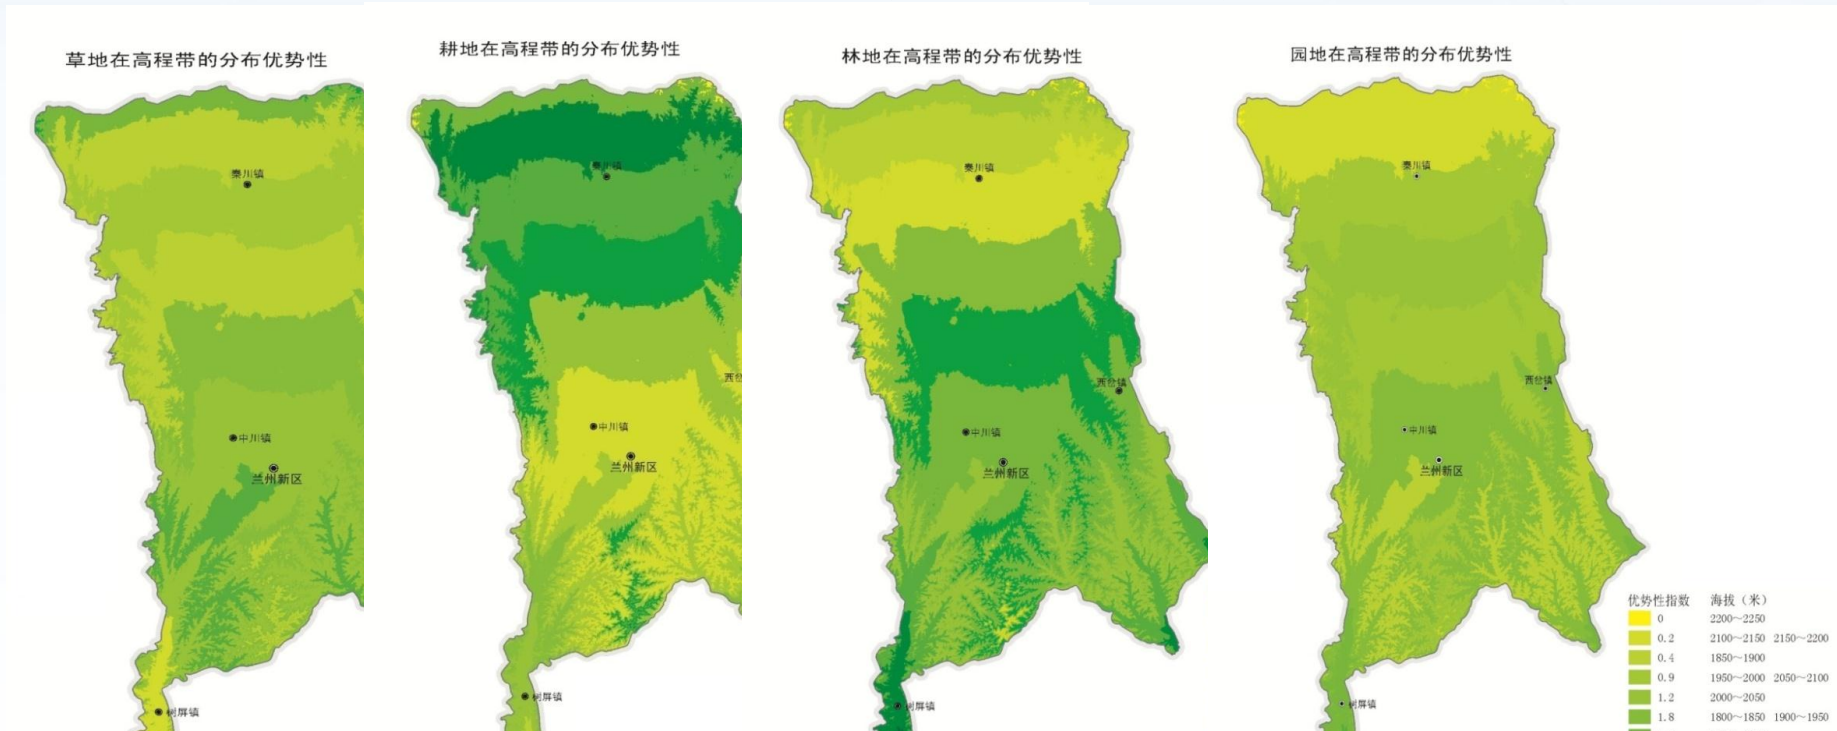 草地在高程带的分布优势性
秦川镇
中川镇
兰州新区
树屏镇
耕地在高程带的分布优势性
秦川镇
西岔
中川镇
兰州新区
树屏镇
林地在高程带的分布优势性
秦川镇
西岔镇
中川镇
兰州新区
树屏镇
园地在高程带的分布优势性
秦川镇
西岔镇
中川镇
兰州新区
树屏镇
优势性指数 海拔（米）
0 2200～2250
0.2 2100～2150 2150～2200
0.4 1850～1900
0.9 1950～2000 2050～2100
1.2 2000～2050
1.8 1800～1850 1900～1950